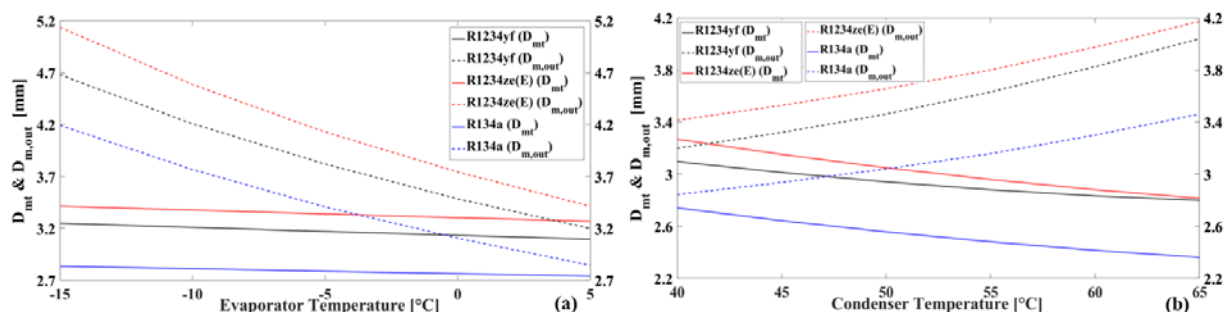 5.2
4.7
4.2
3.7
3.2
2.7
D_mt & D_m,out [mm]
R1234yf (D_mt)
R1234yf (D_m,out)
R1234ze(E) (D_mt)
R1234ze(E) (D_m,out)
R134a (D_mt)
R134a (D_m,out)
5.2
4.7
4.2
3.7
3.2
2.7
-15 -10 -5 0 5
Evaporator Temperature [°C] (a)
4.2
3.8
3.4
3
2.6
2.2
D_mt & D_m,out [mm]
R1234yf (D_mt)
R1234yf (D_m,out)
R1234ze(E) (D_mt)
R1234ze(E) (D_m,out)
R134a (D_mt)
R134a (D_m,out)
4.2
3.8
3.4
3
2.6
2.2
40 45 50 55 60 65
Condenser Temperature [°C] (b)